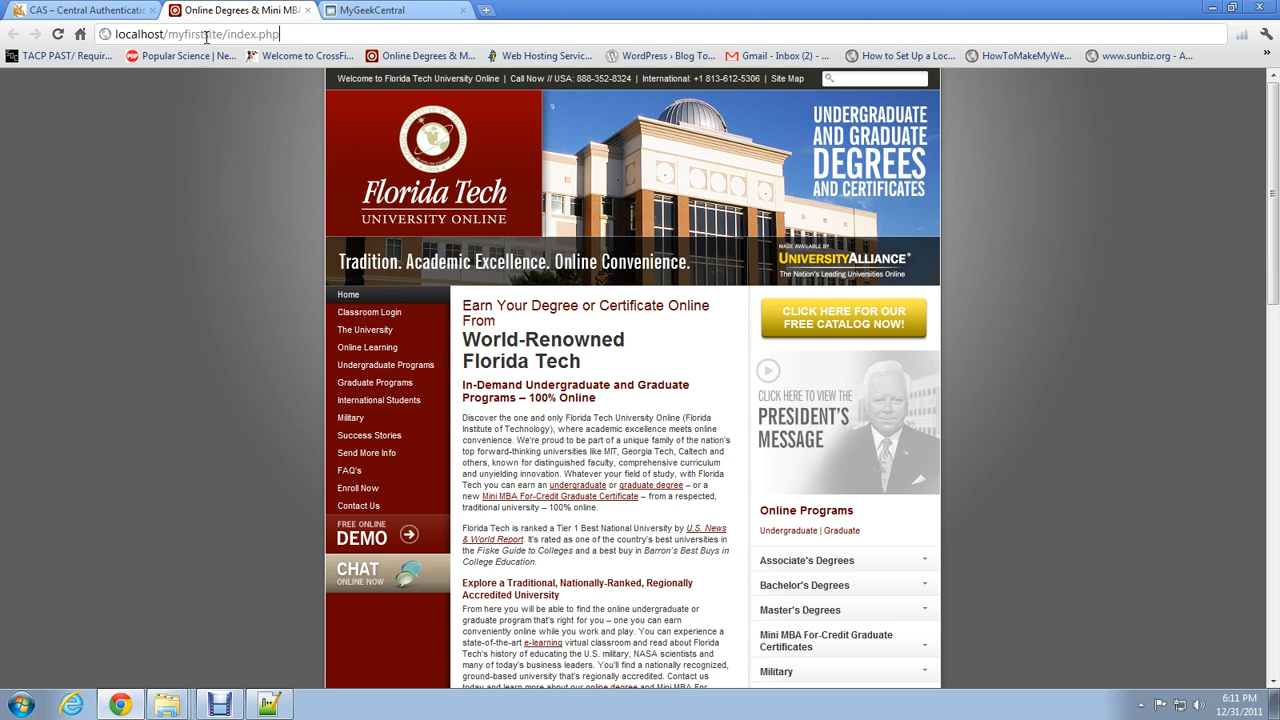 CAS – Central Authenticatio
Online Degrees & Mini MBA
MyGeekCentral
localhost/myfirstsite/index.php
TACP PAST/ Requir...
Popular Science | Ne...
Welcome to CrossFi...
Online Degrees & M...
Web Hosting Servic...
WordPress › Blog To...
Gmail - Inbox (2) - ...
How to Set Up a Loc...
HowToMakeMyWe...
www.sunbiz.org - A...
Welcome to Florida Tech University Online | Call Now // USA: 888-352-8324 | International: +1 813-612-5306 | Site Map
Florida Tech
UNIVERSITY ONLINE
UNDERGRADUATE
AND GRADUATE
DEGREES
AND CERTIFICATES
Tradition. Academic Excellence. Online Convenience.
MADE AVAILABLE BY
UNIVERSITYALLIANCE®
The Nation's Leading Universities Online
Home
Classroom Login
The University
Online Learning
Undergraduate Programs
Graduate Programs
International Students
Military
Success Stories
Send More Info
FAQ's
Enroll Now
Contact Us
FREE ONLINE
DEMO
CHAT
ONLINE NOW
Earn Your Degree or Certificate Online
From
World-Renowned
Florida Tech
In-Demand Undergraduate and Graduate
Programs – 100% Online
Discover the one and only Florida Tech University Online (Florida
Institute of Technology), where academic excellence meets online
convenience. We're proud to be part of a unique family of the nation's
top forward-thinking universities like MIT, Georgia Tech, Caltech and
others, known for distinguished faculty, comprehensive curriculum
and unyielding innovation. Whatever your field of study, with Florida
Tech you can earn an undergraduate or graduate degree – or a
new Mini MBA For-Credit Graduate Certificate – from a respected,
traditional university – 100% online.
Florida Tech is ranked a Tier 1 Best National University by U.S. News
& World Report. It's rated as one of the country's best universities in
the Fiske Guide to Colleges and a best buy in Barron's Best Buys in
College Education.
Explore a Traditional, Nationally-Ranked, Regionally
Accredited University
From here you will be able to find the online undergraduate or
graduate program that's right for you – one you can earn
conveniently online while you work and play. You can experience a
state-of-the-art e-learning virtual classroom and read about Florida
Tech's history of educating the U.S. military, NASA scientists and
many of today's business leaders. You'll find a nationally recognized,
ground-based university that's regionally accredited. Contact us
today and learn more about our online degree and Mini MBA For-
CLICK HERE FOR OUR
FREE CATALOG NOW!
CLICK HERE TO VIEW THE
PRESIDENT'S
MESSAGE
Online Programs
Undergraduate | Graduate
Associate's Degrees
Bachelor's Degrees
Master's Degrees
Mini MBA For-Credit Graduate
Certificates
Military
6:11 PM
12/31/2011